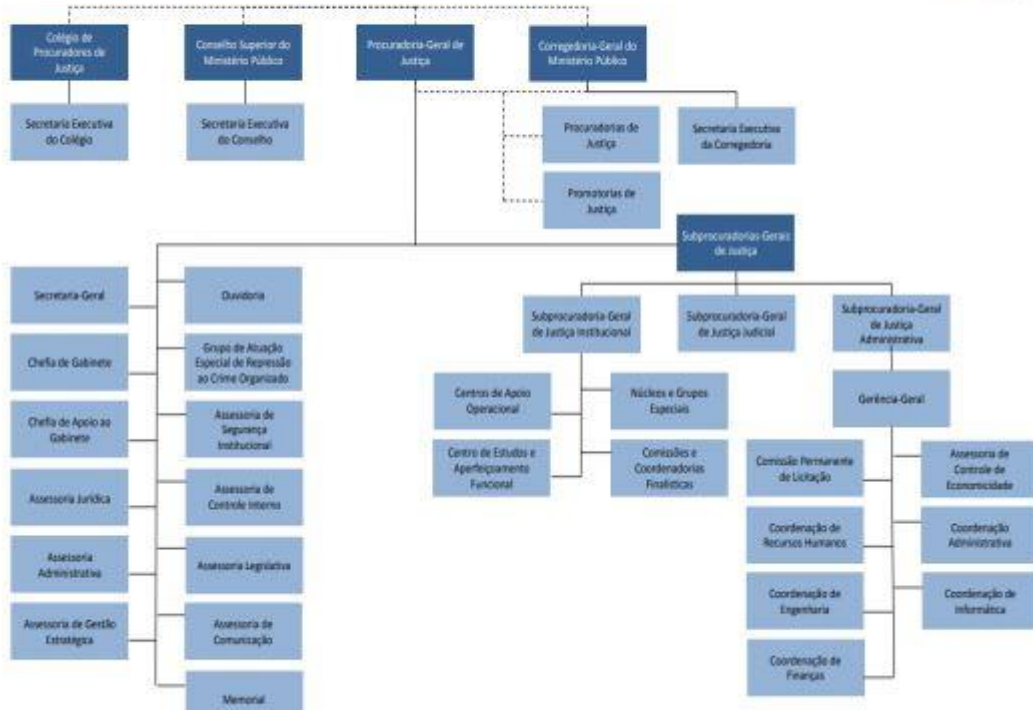 Colégio de
Procuradores de
Justiça
Conselho Superior do
Ministério Público
Procuradoria-Geral de
Justiça
Corregedoria-Geral do
Ministério Público
Secretaria Executiva
do Colégio
Secretaria Executiva
do Conselho
Procuradorias de
Justiça
Secretaria Executiva
da Corregedoria
Promotorias de
Justiça
Subprocuradorias-Gerais
de Justiça
Secretaria-Geral
Ouvidoria
Chefia de Gabinete
Grupo de Atuação
Especial de Repressão
ao Crime Organizado
Chefia de Apoio ao
Gabinete
Assessoria de
Segurança
Institucional
Assessoria Jurídica
Assessoria de
Controle Interno
Assessoria
Administrativa
Assessoria Legislativa
Assessoria de Gestão
Estratégica
Assessoria de
Comunicação
Memorial
Subprocuradoria-Geral
de Justiça Institucional
Subprocuradoria-Geral
de Justiça Judicial
Subprocuradoria-Geral
de Justiça
Administrativa
Centros de Apoio
Operacional
Núcleos e Grupos
Especiais
Centro de Estudos e
Aperfeiçoamento
Funcional
Comissões e
Coordenadorias
Finalísticas
Gerência-Geral
Comissão Permanente
de Licitação
Assessoria de
Controle de
Economicidade
Coordenação de
Recursos Humanos
Coordenação
Administrativa
Coordenação de
Engenharia
Coordenação de
Informática
Coordenação de
Finanças